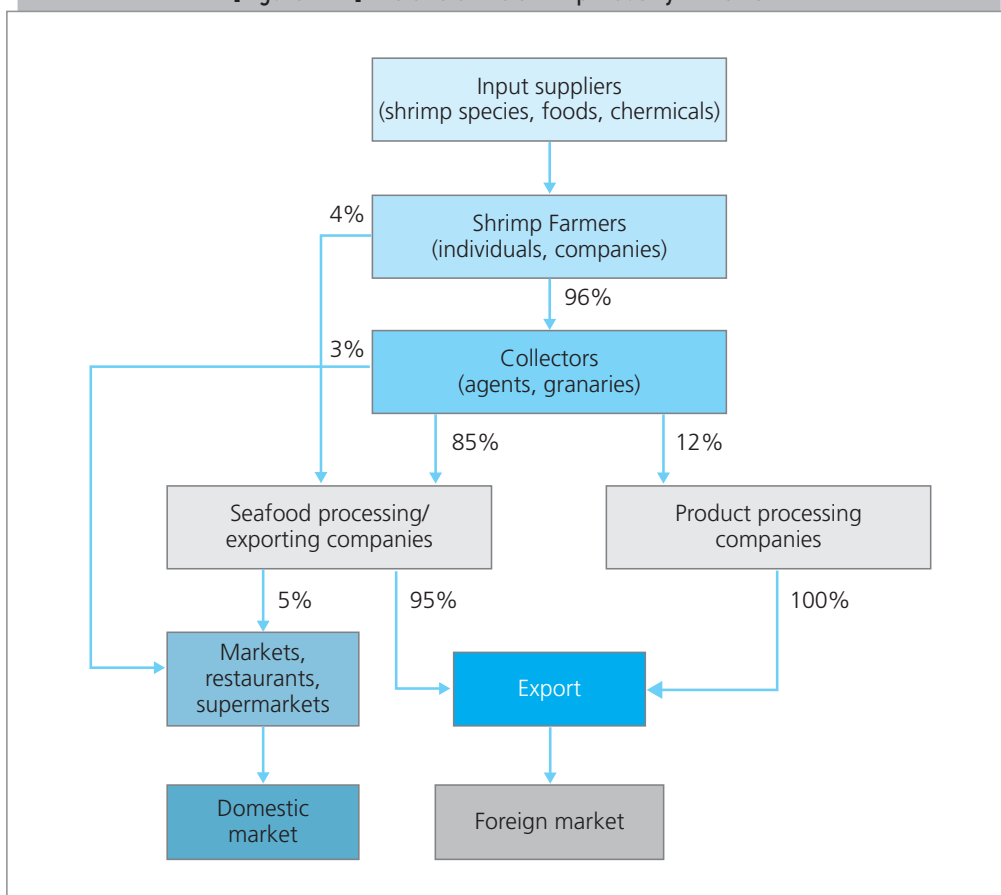 Input suppliers
(shrimp species, foods, chermicals)
4%
Shrimp Farmers
(individuals, companies)
96%
3%
Collectors
(agents, granaries)
85%
12%
Seafood processing/
exporting companies
Product processing
companies
5%
95%
100%
Markets,
restaurants,
supermarkets
Export
Domestic
market
Foreign market